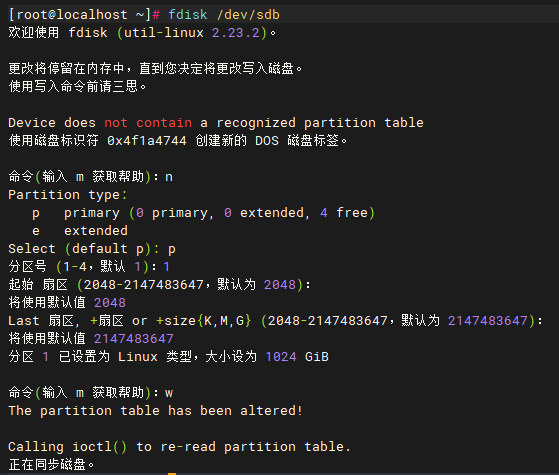 [root@localhost ~]# fdisk /dev/sdb
欢迎使用 fdisk (util-linux 2.23.2)。
更改将停留在内存中，直到您决定将更改写入磁盘。
使用写入命令前请三思。
Device does not contain a recognized partition table
使用磁盘标识符 0x4f1a4744 创建新的 DOS 磁盘标签。
命令(输入 m 获取帮助)：n
Partition type:
   p   primary (0 primary, 0 extended, 4 free)
   e   extended
Select (default p): p
分区号 (1-4，默认 1)：1
起始 扇区 (2048-2147483647，默认为 2048)：
将使用默认值 2048
Last 扇区, +扇区 or +size{K,M,G} (2048-2147483647，默认为 2147483647)：
将使用默认值 2147483647
分区 1 已设置为 Linux 类型，大小设为 1024 GiB
命令(输入 m 获取帮助)：w
The partition table has been altered!
Calling ioctl() to re-read partition table.
正在同步磁盘。